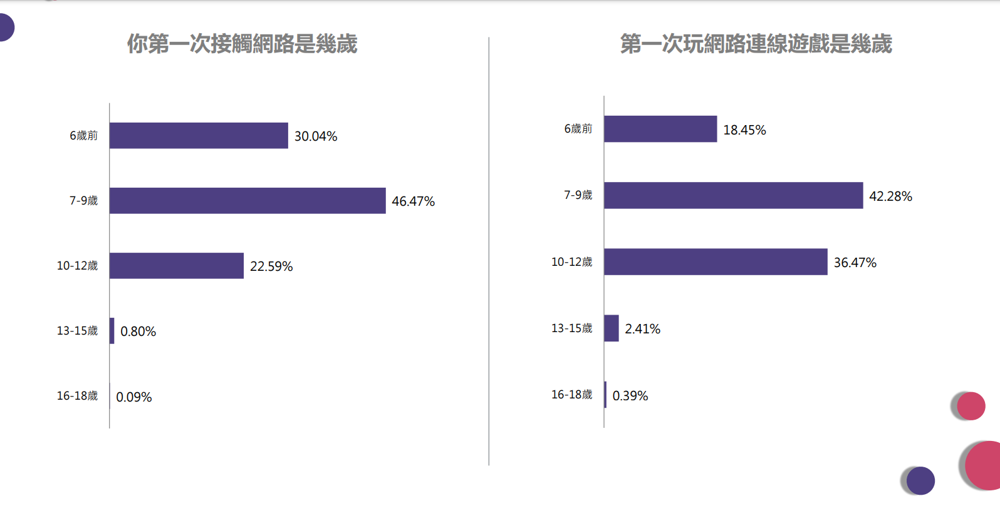 你第一次接觸網路是幾歲
6歲前 30.04%
7-9歲 46.47%
10-12歲 22.59%
13-15歲 0.80%
16-18歲 0.09%
第一次玩網路連線遊戲是幾歲
6歲前 18.45%
7-9歲 42.28%
10-12歲 36.47%
13-15歲 2.41%
16-18歲 0.39%